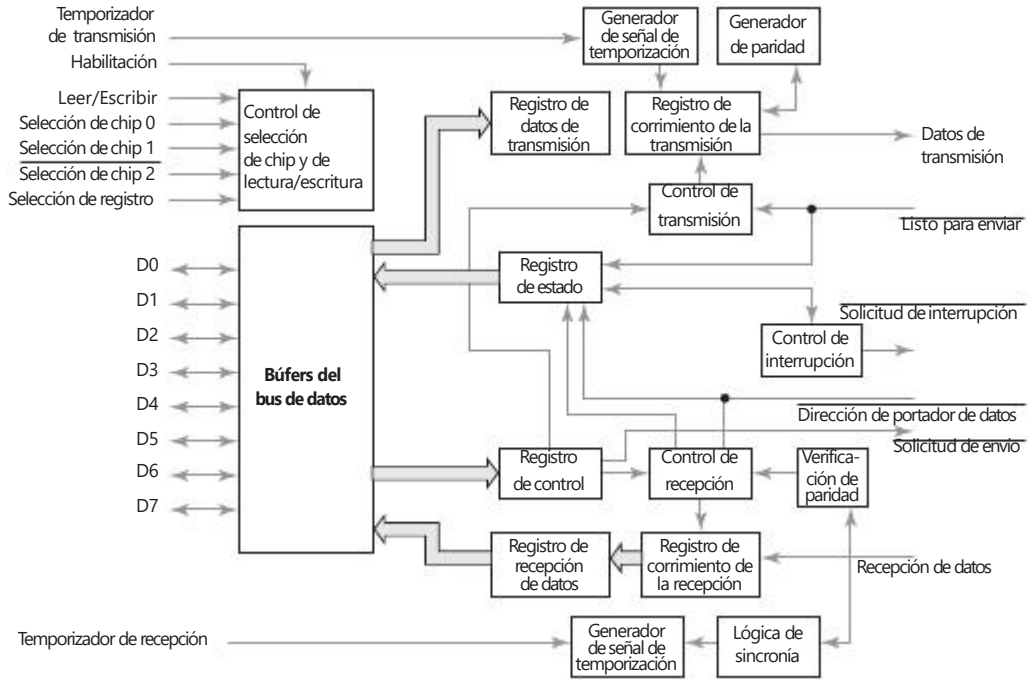 Temporizador
de transmisión
Habilitación
Leer/Escribir
Selección de chip 0
Selección de chip 1
Selección de chip 2
Selección de registro
Control de
selección
de chip y de
lectura/escritura
Generador
de señal de
temporización
Generador
de paridad
Registro de
datos de
transmisión
Registro de
corrimiento de la
transmisión
Datos de
transmisión
Control de
transmisión
Listo para enviar
D0
D1
D2
D3
D4
D5
D6
D7
Búfers del
bus de datos
Registro
de estado
Solicitud de interrupción
Control de
interrupción
Dirección de portador de datos
Solicitud de envío
Registro
de control
Control de
recepción
Verifica-
ción de
paridad
Registro de
recepción
de datos
Registro de
corrimiento de
la recepción
Recepción de datos
Temporizador de recepción
Generador
de señal de
temporización
Lógica de
sincronía